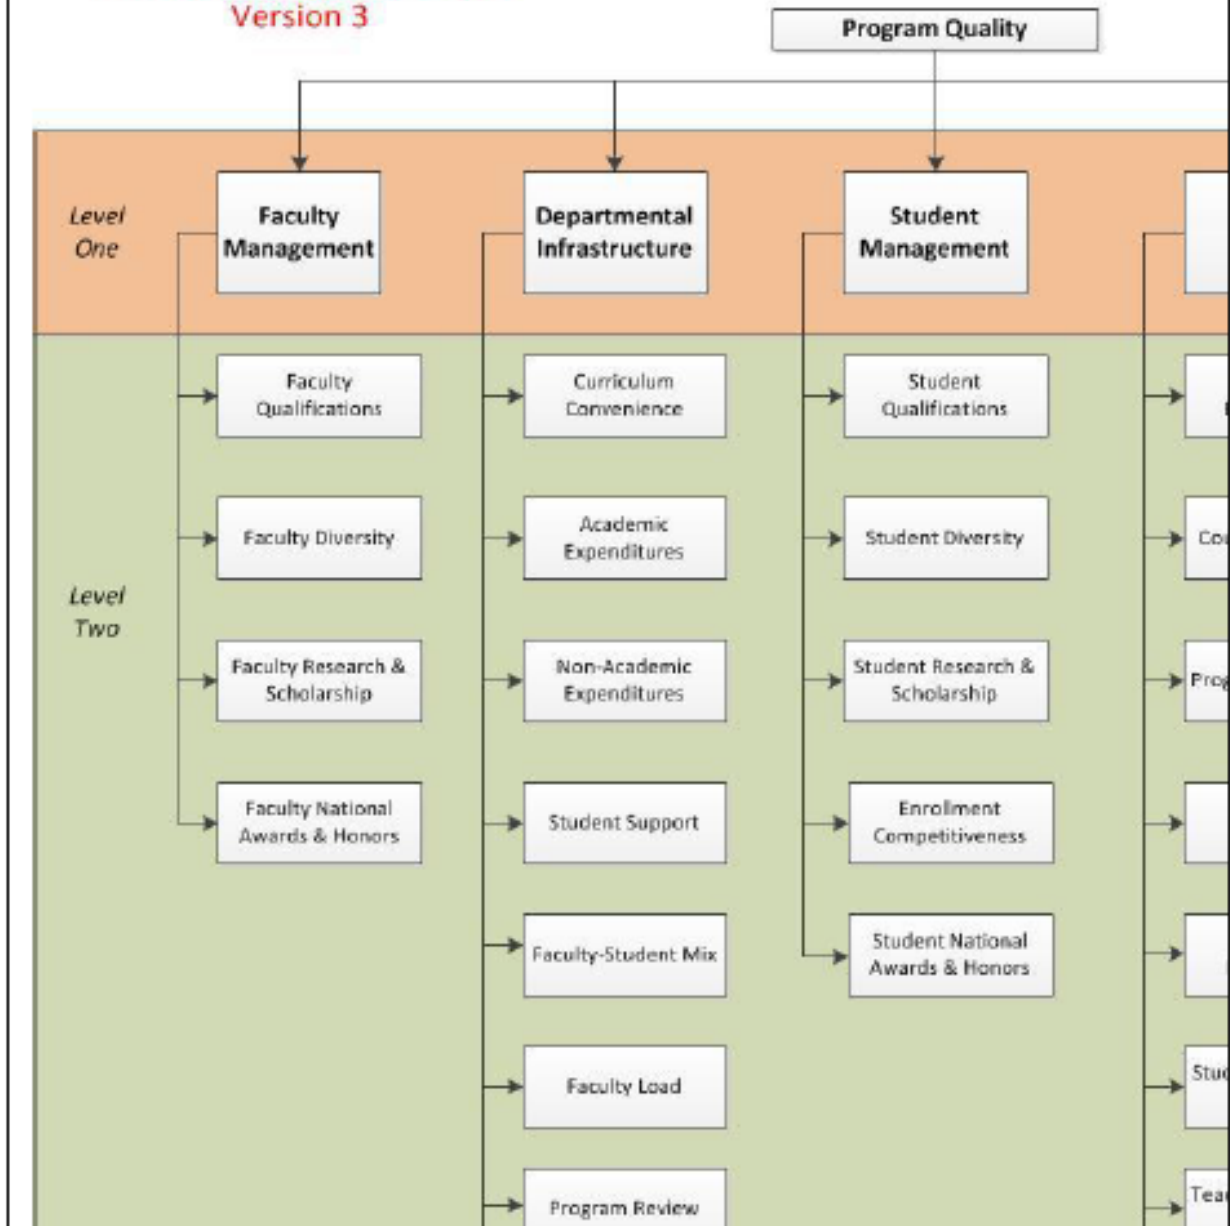 Version 3
Program Quality
Level
One
Faculty
Management
Departmental
Infrastructure
Student
Management
Level
Two
Faculty
Qualifications
Faculty Diversity
Faculty Research &
Scholarship
Faculty National
Awards & Honors
Curriculum
Convenience
Academic
Expenditures
Non-Academic
Expenditures
Student Support
Faculty-Student Mix
Faculty Load
Program Review
Student
Qualifications
Student Diversity
Student Research &
Scholarship
Enrollment
Competitiveness
Student National
Awards & Honors